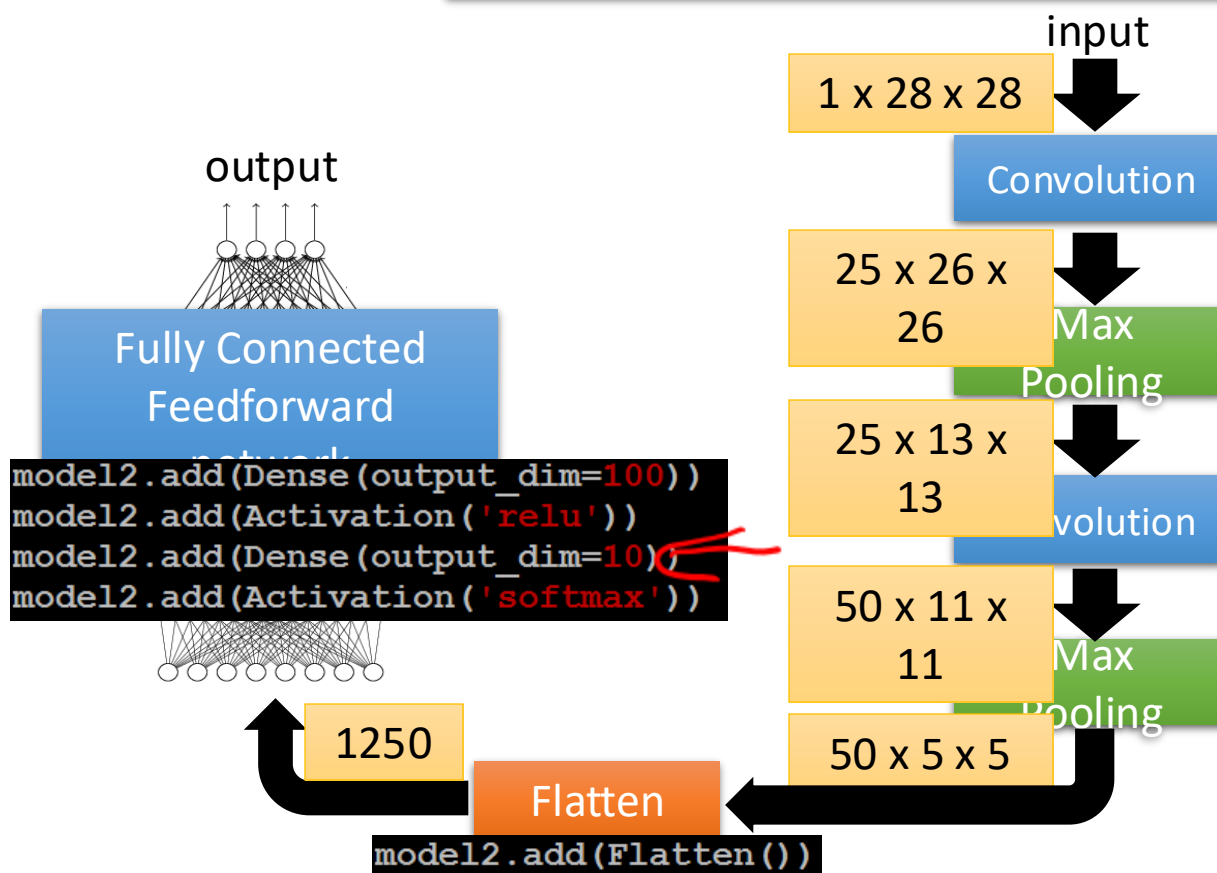 input
1 x 28 x 28
Convolution
25 x 26 x
26
Max
Pooling
25 x 13 x
13
volution
50 x 11 x
11
Max
Pooling
50 x 5 x 5
Flatten
model2.add(Flatten())
1250
output
Fully Connected
Feedforward
network
model2.add(Dense(output_dim=100))
model2.add(Activation('relu'))
model2.add(Dense(output_dim=10))
model2.add(Activation('softmax'))